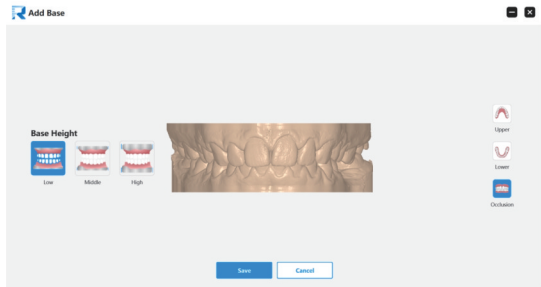 Add Base
Base Height
Low
Middle
High
Upper
Lower
Occlusion
Save
Cancel